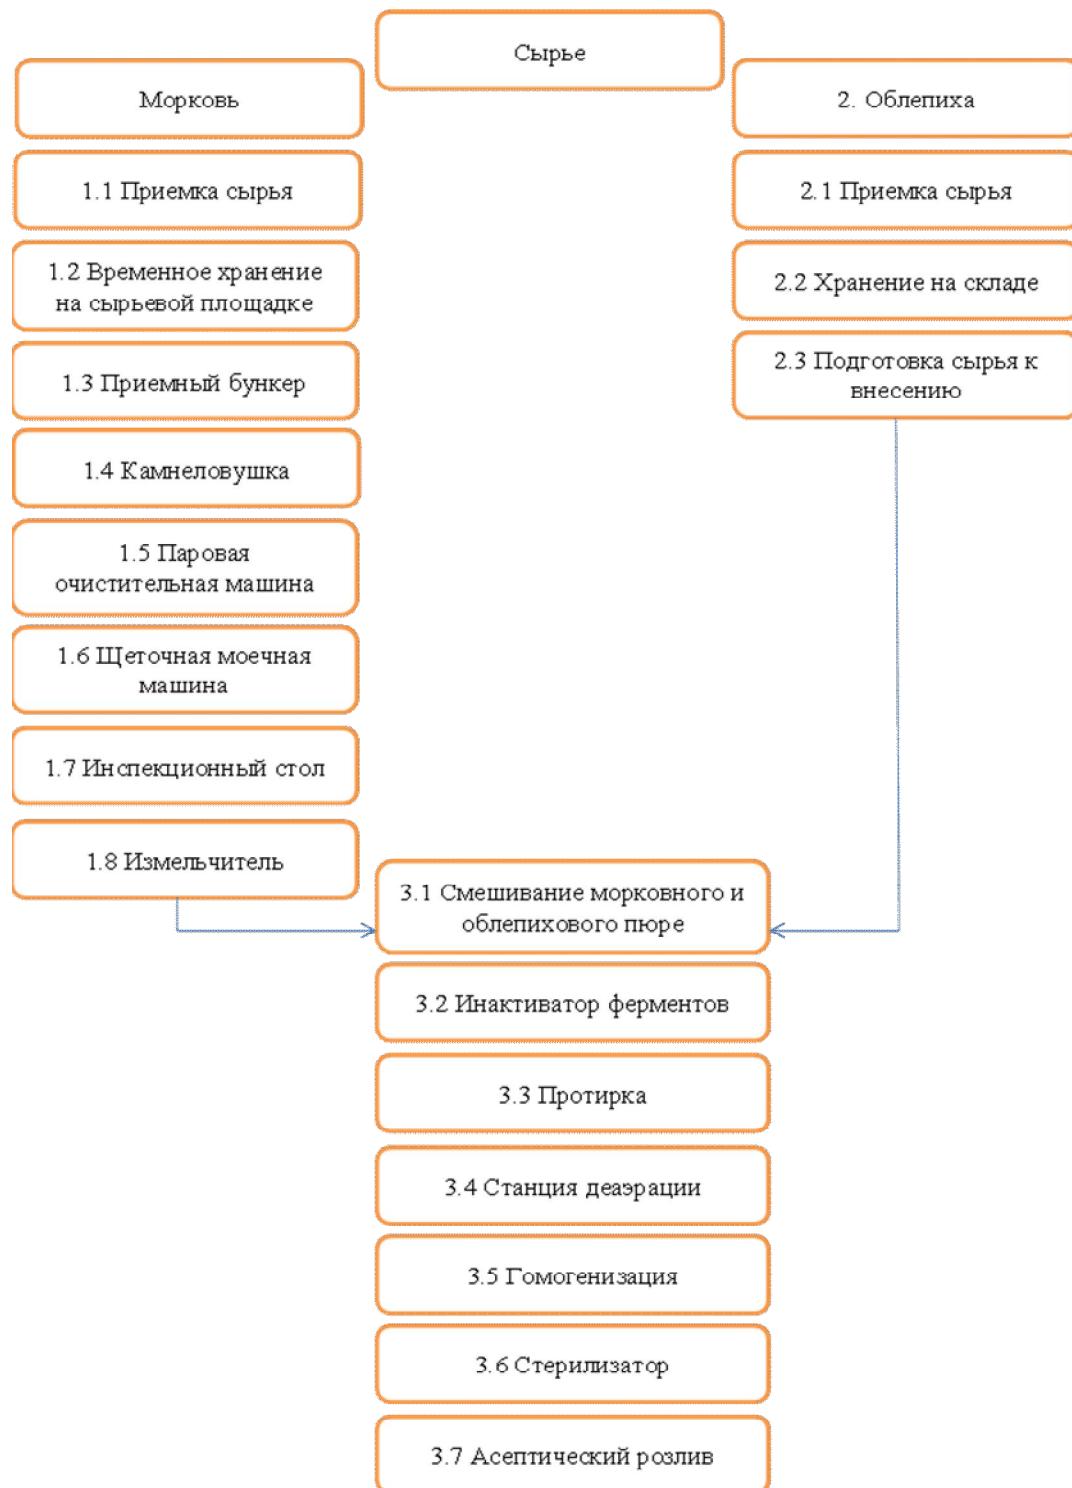 Сырье
Морковь
1.1 Приемка сырья
1.2 Временное хранение
на сырьевой площадке
1.3 Приемный бункер
1.4 Камнеловушка
1.5 Паровая
очистительная машина
1.6 Щеточная моечная
машина
1.7 Инспекционный стол
1.8 Измельчитель
2. Облепиха
2.1 Приемка сырья
2.2 Хранение на складе
2.3 Подготовка сырья к
внесению
3.1 Смешивание морковного и
облепихового пюре
3.2 Инактиватор ферментов
3.3 Протирка
3.4 Станция деаэрации
3.5 Гомогенизация
3.6 Стерилизатор
3.7 Асептический розлив